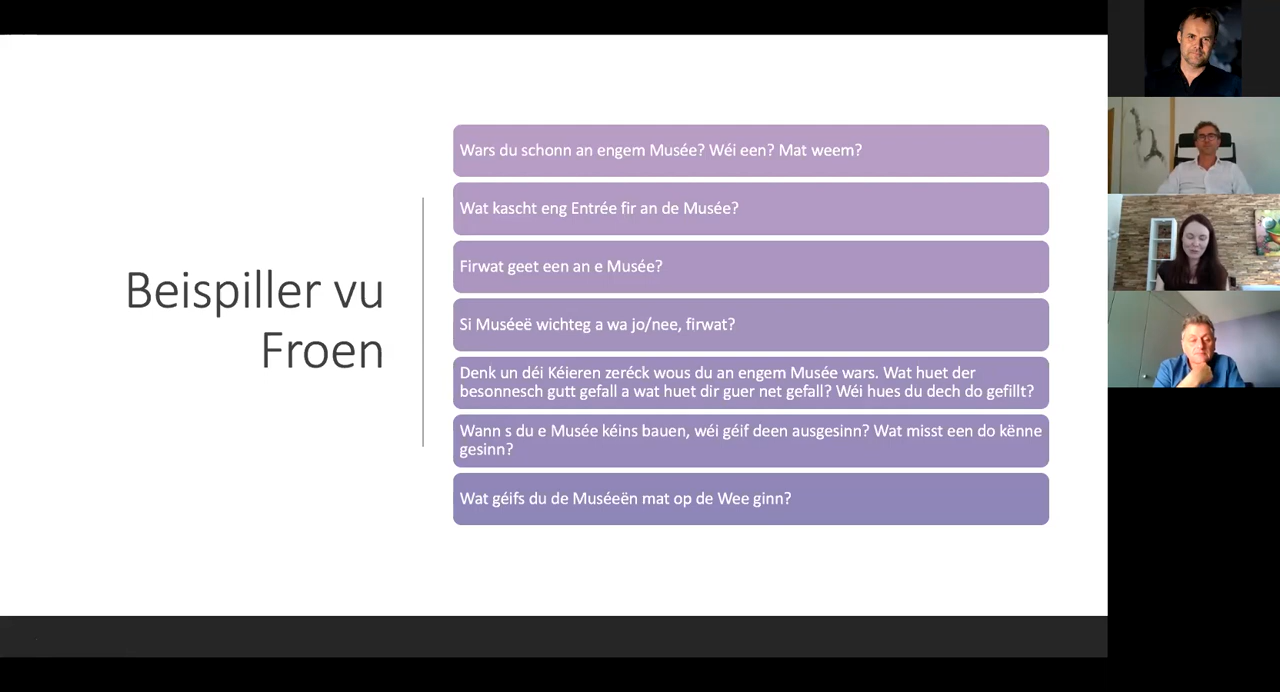 Beispiller vu
Froen
Wars du schonn an engem Musée? Wéi een? Mat weem?
Wat kascht eng Entrée fir an de Musée?
Firwat geet een an e Musée?
Si Muséeë wichteg a wa jo/nee, firwat?
Denk un déi Kéieren zeréck wous du an engem Musée wars. Wat huet der
besonnesch gutt gefall a wat huet dir guer net gefall? Wéi hues du dech do gefillt?
Wann s du e Musée kéins bauen, wéi géif deen ausgesinn? Wat misst een do kënne
gesinn?
Wat géifs du de Muséeën mat op de Wee ginn?